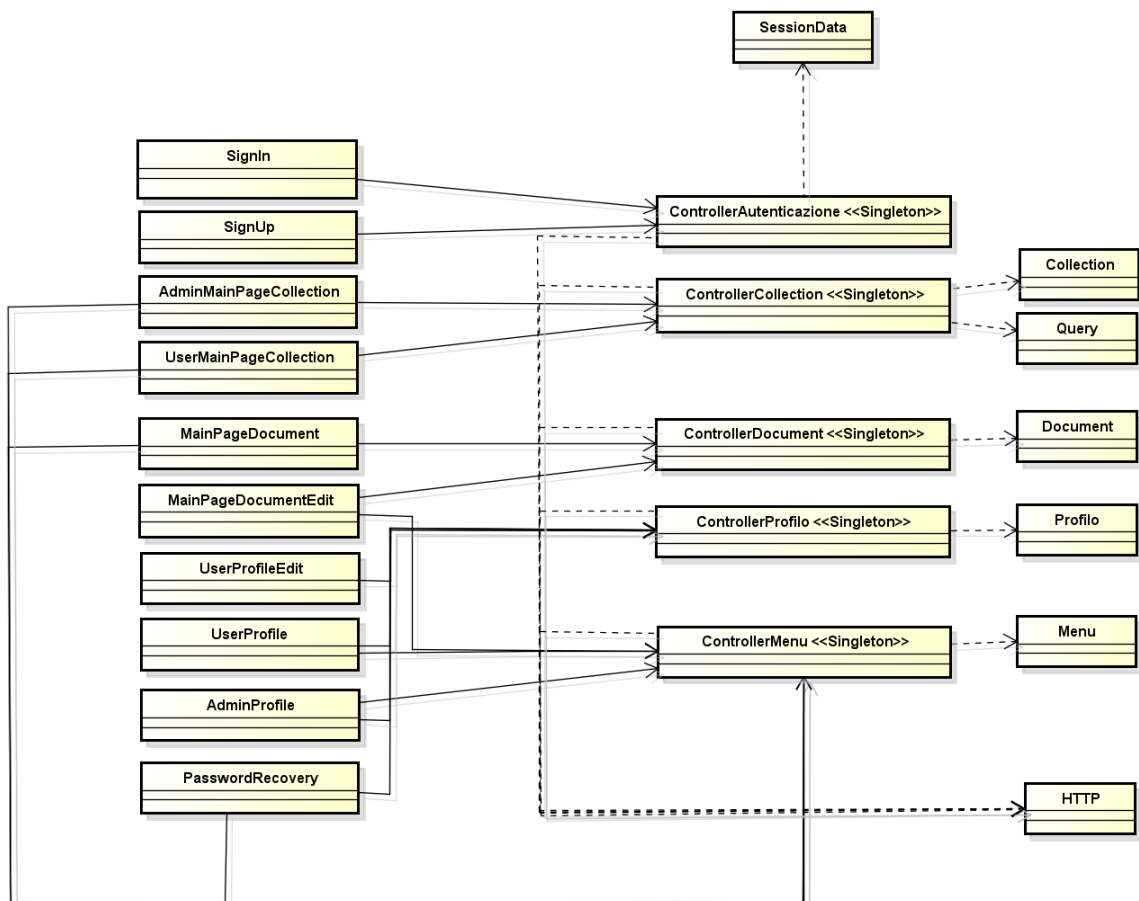 SessionData
SignIn
SignUp
AdminMainPageCollection
UserMainPageCollection
MainPageDocument
MainPageDocumentEdit
UserProfileEdit
UserProfile
AdminProfile
PasswordRecovery
ControllerAutenticazione <<Singleton>>
ControllerCollection <<Singleton>>
ControllerDocument <<Singleton>>
ControllerProfilo <<Singleton>>
ControllerMenu <<Singleton>>
Collection
Query
Document
Profilo
Menu
HTTP